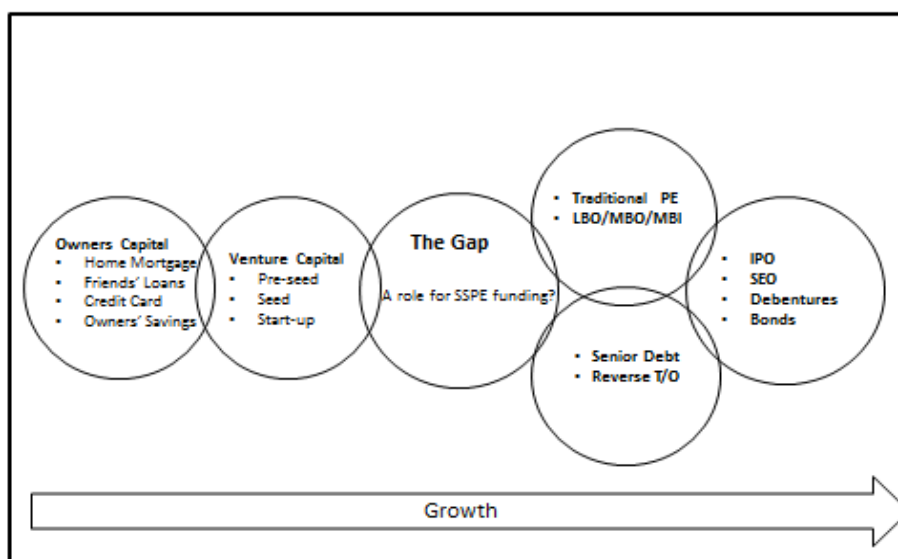 Owners Capital
• Home Mortgage
• Friends' Loans
• Credit Card
• Owners' Savings
Venture Capital
• Pre-seed
• Seed
• Start-up
The Gap
A role for SSPE funding?
• Traditional PE
• LBO/MBO/MBI
• Senior Debt
• Reverse T/O
• IPO
• SEO
• Debentures
• Bonds
Growth